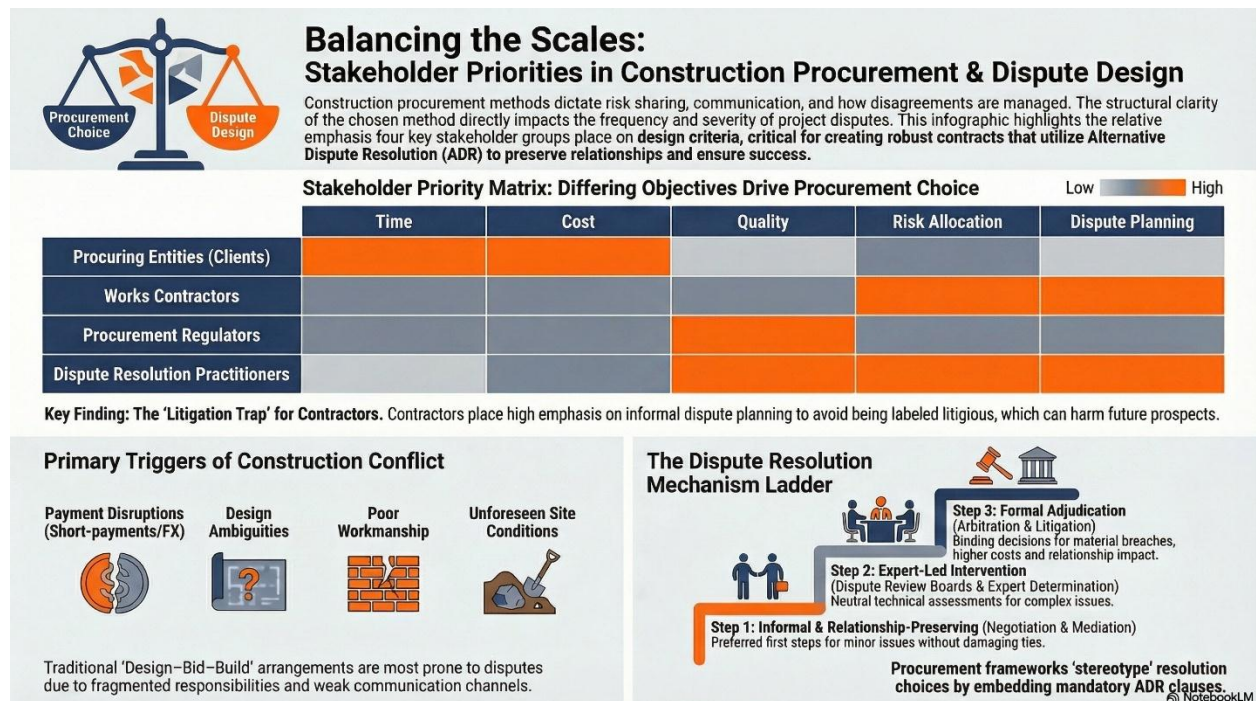 Procurement
Choice
Dispute
Design
Balancing the Scales:
Stakeholder Priorities in Construction Procurement & Dispute Design
Construction procurement methods dictate risk sharing, communication, and how disagreements are managed. The structural clarity
of the chosen method directly impacts the frequency and severity of project disputes. This infographic highlights the relative
emphasis four key stakeholder groups place on design criteria, critical for creating robust contracts that utilize Alternative
Dispute Resolution (ADR) to preserve relationships and ensure success.
Stakeholder Priority Matrix: Differing Objectives Drive Procurement Choice
Low High
Time Cost Quality Risk Allocation Dispute Planning
Procuring Entities (Clients)
Works Contractors
Procurement Regulators
Dispute Resolution Practitioners
Key Finding: The ‘Litigation Trap’ for Contractors. Contractors place high emphasis on informal dispute planning to avoid being labeled litigious, which can harm future prospects.
Primary Triggers of Construction Conflict
Payment Disruptions
(Short-payments/FX)
Design
Ambiguities
?
Poor
Workmanship
Unforeseen Site
Conditions
Traditional ‘Design–Bid–Build’ arrangements are most prone to disputes
due to fragmented responsibilities and weak communication channels.
The Dispute Resolution
Mechanism Ladder
Step 3: Formal Adjudication
(Arbitration & Litigation)
Binding decisions for material breaches,
higher costs and relationship impact.
Step 2: Expert-Led Intervention
(Dispute Review Boards & Expert Determination)
Neutral technical assessments for complex issues.
Step 1: Informal & Relationship-Preserving (Negotiation & Mediation)
Preferred first steps for minor issues without damaging ties.
Procurement frameworks ‘stereotype’ resolution
choices by embedding mandatory ADR clauses.
NotebookLM